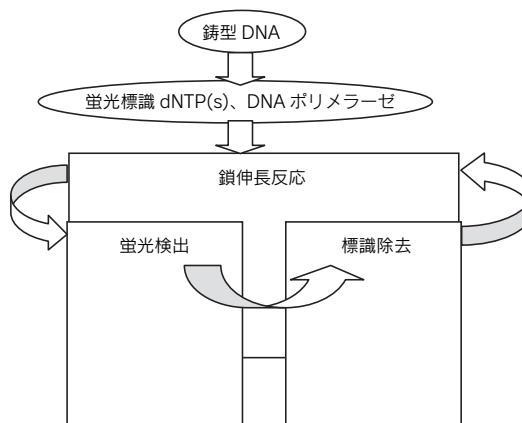 鋳型 DNA
蛍光標識 dNTP(s)、DNA ポリメラーゼ
鎖伸長反応
蛍光検出
標識除去